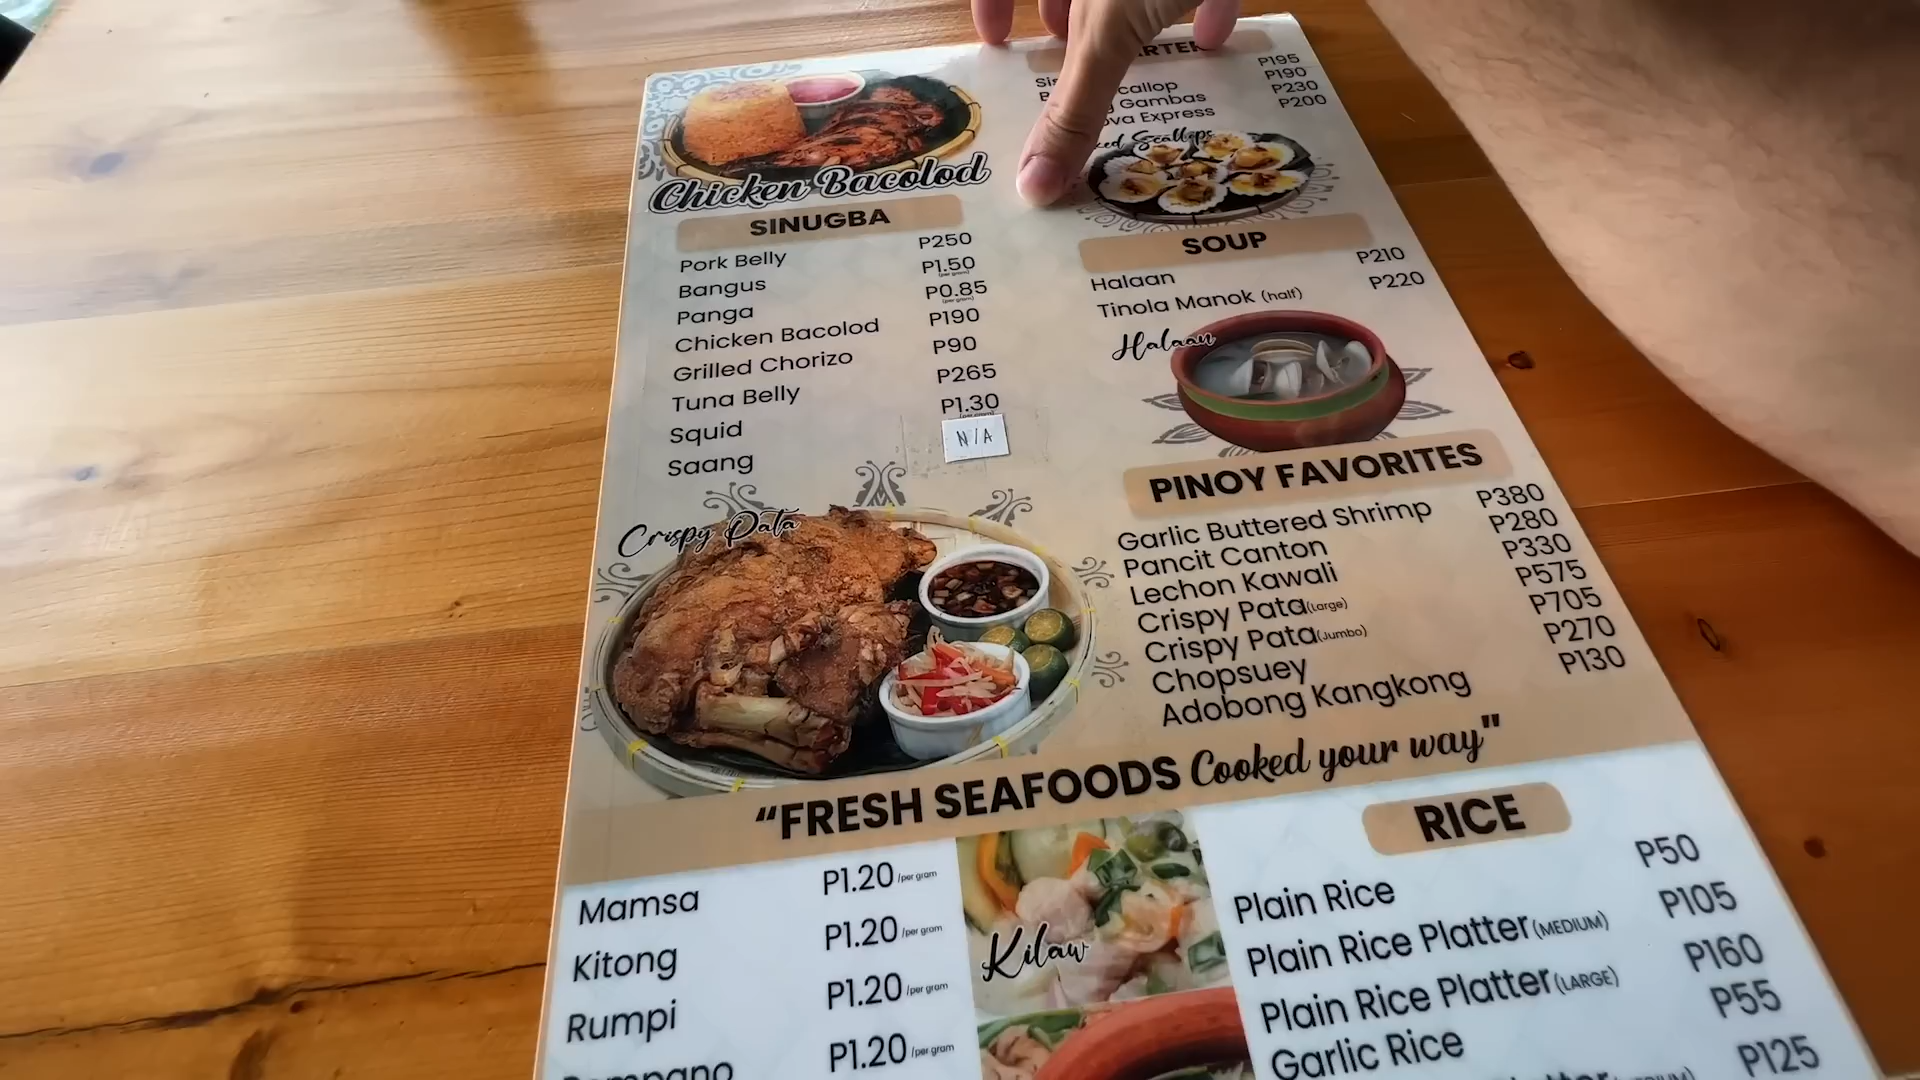 Chicken Bacolod
SINUGBA
Pork Belly P250
Bangus P1.50 (per gram)
Panga P0.85 (per gram)
Chicken Bacolod P190
Grilled Chorizo P90
Tuna Belly P265
Squid P1.30
Saang N/A
Crispy Pata
P195
P190
Gambas P230
Express P200
Scallops
SOUP
Halaan P210
Tinola Manok (half) P220
Halaan
PINOY FAVORITES
Garlic Buttered Shrimp P380
Pancit Canton P280
Lechon Kawali P330
Crispy Pata (Large) P575
Crispy Pata (Jumbo) P705
Chopsuey P270
Adobong Kangkong P130
"FRESH SEAFOODS Cooked your way"
Mamsa P1.20 /per gram
Kitong P1.20 /per gram
Rumpi P1.20 /per gram
P1.20 /per gram
Kilaw
RICE
Plain Rice P50
Plain Rice Platter (MEDIUM) P105
Plain Rice Platter (LARGE) P160
Garlic Rice P55
P125